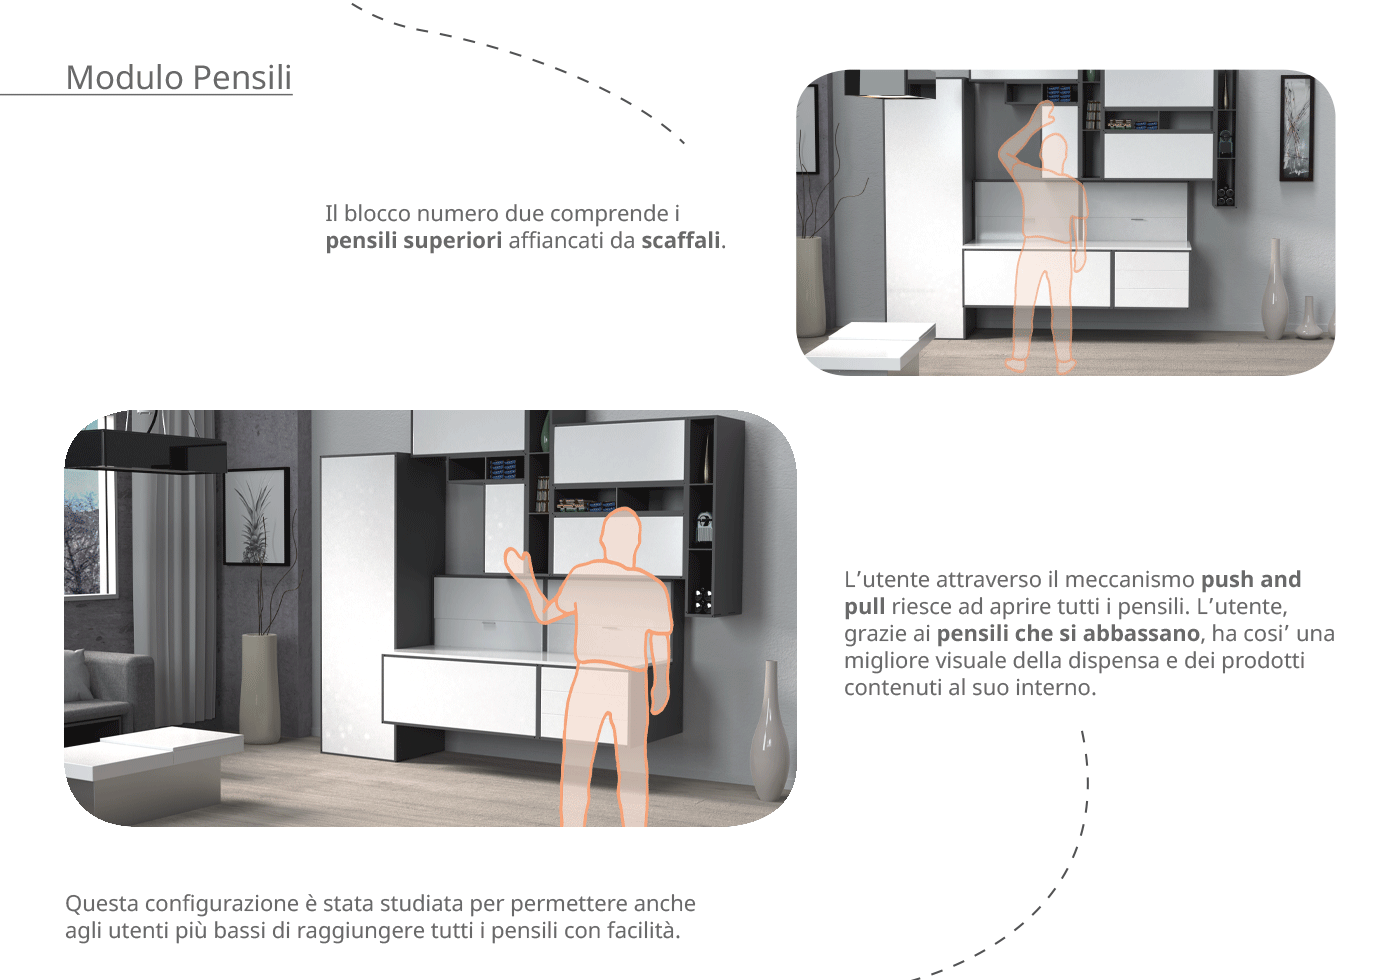 Modulo Pensili
Il blocco numero due comprende i
pensili superiori affiancati da scaffali.
L’utente attraverso il meccanismo push and
pull riesce ad aprire tutti i pensili. L’utente,
grazie ai pensili che si abbassano, ha cosi’ una
migliore visuale della dispensa e dei prodotti
contenuti al suo interno.
Questa configurazione è stata studiata per permettere anche
agli utenti più bassi di raggiungere tutti i pensili con facilità.